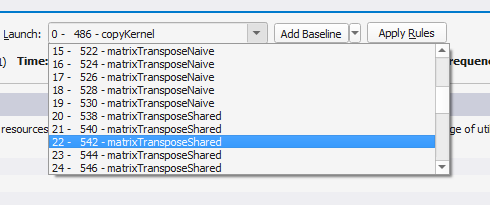 Launch: 0 - 486 - copyKernel Add Baseline Apply Rules
15 - 522 - matrixTransposeNaive
1) Time: 16 - 524 - matrixTransposeNaive requenc
17 - 526 - matrixTransposeNaive
18 - 528 - matrixTransposeNaive
19 - 530 - matrixTransposeNaive
20 - 538 - matrixTransposeShared
resources 21 - 540 - matrixTransposeShared ge of uti
22 - 542 - matrixTransposeShared
23 - 544 - matrixTransposeShared
24 - 546 - matrixTransposeShared